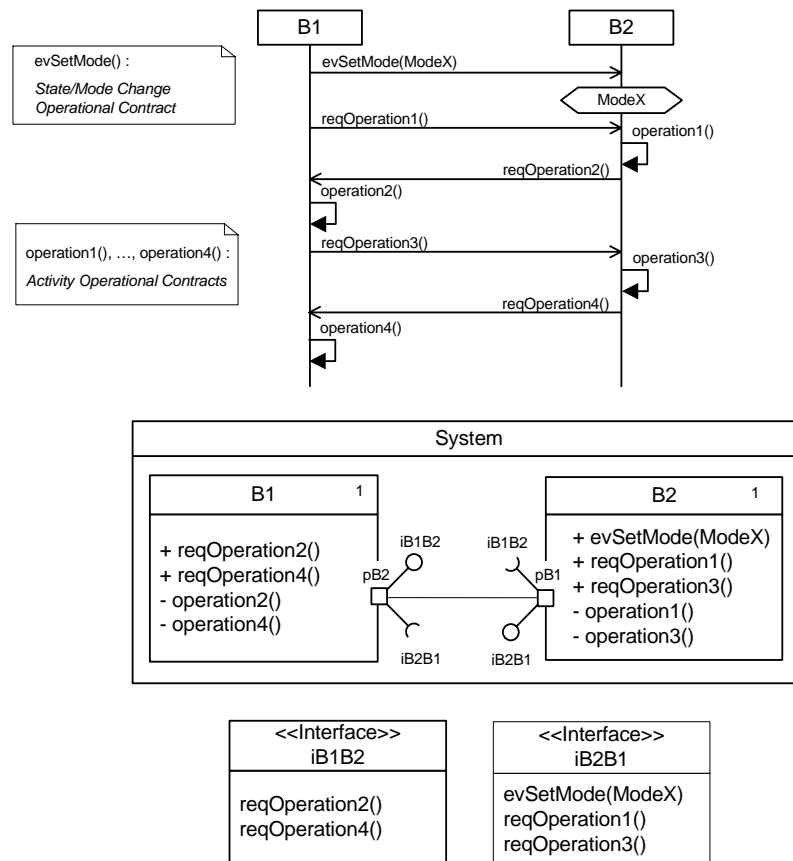 B1
B2
evSetMode() :
State/Mode Change
Operational Contract
evSetMode(ModeX)
ModeX
reqOperation1()
operation1()
reqOperation2()
operation2()
operation1(), …, operation4() :
Activity Operational Contracts
reqOperation3()
operation3()
reqOperation4()
operation4()
System
B1
1
+ reqOperation2()
+ reqOperation4()
- operation2()
- operation4()
pB2
iB1B2
iB2B1
iB1B2
pB1
iB2B1
B2
1
+ evSetMode(ModeX)
+ reqOperation1()
+ reqOperation3()
- operation1()
- operation3()
<<Interface>>
iB1B2
reqOperation2()
reqOperation4()
<<Interface>>
iB2B1
evSetMode(ModeX)
reqOperation1()
reqOperation3()